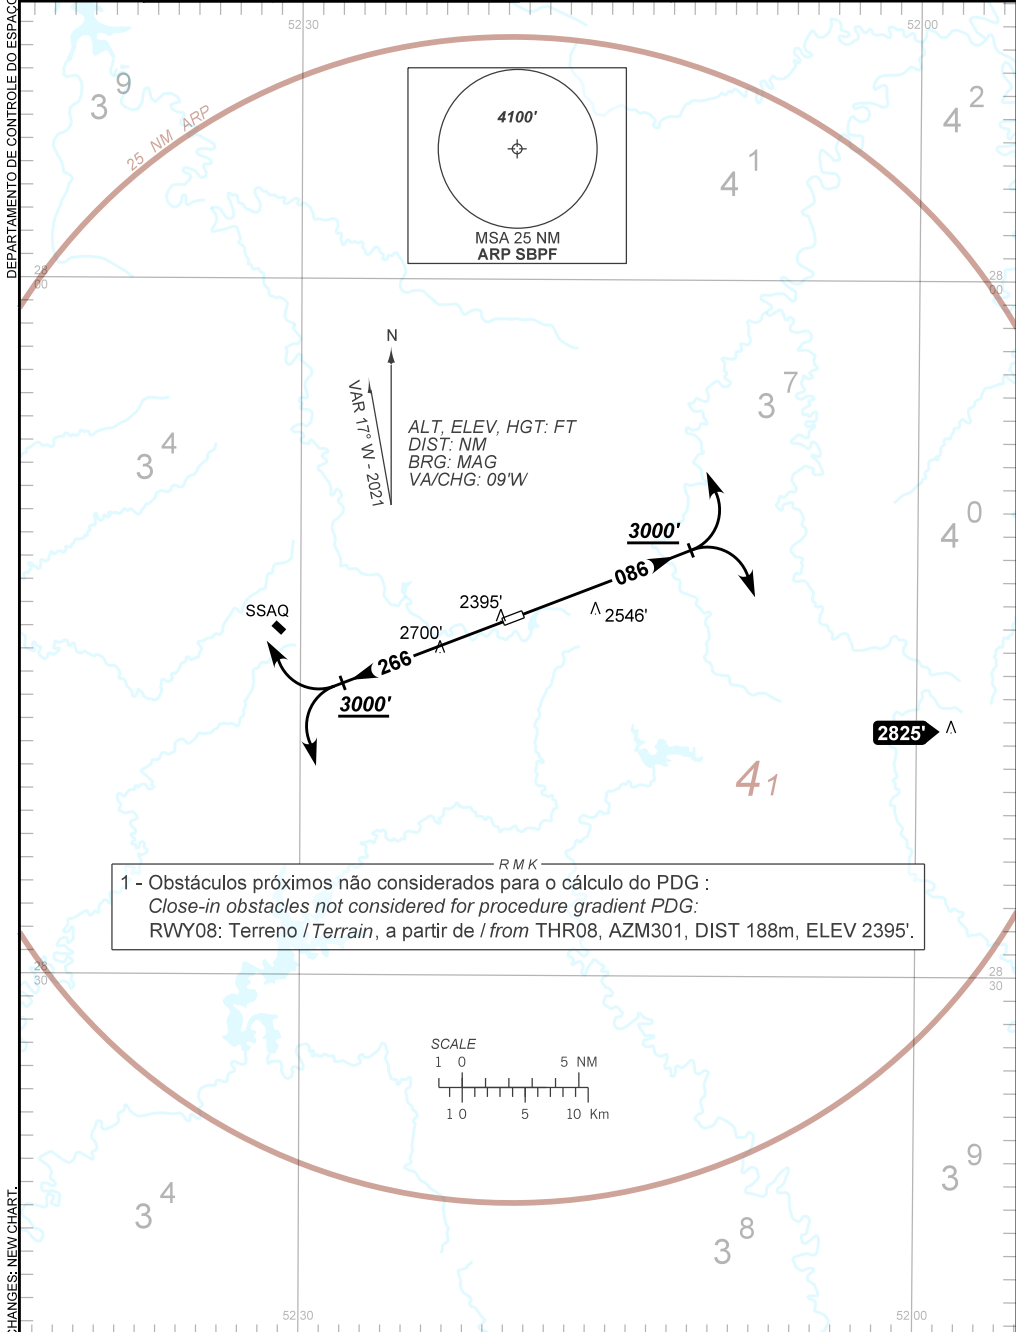 DEPARTAMENTO DE CONTROLE DO ESPAÇO
52 30
52 00
3 9
25 NM ARP
4100'
MSA 25 NM
ARP SBPF
4 1
4 2
28 00
28 00
N
VAR 17° W - 2021
ALT, ELEV, HGT: FT
DIST: NM
BRG: MAG
VA/CHG: 09'W
3 7
3 4
4 0
3000'
086
SSAQ
2395'
2546'
2700'
266
3000'
2825'
4 1
RMK
1 - Obstáculos próximos não considerados para o cálculo do PDG :
Close-in obstacles not considered for procedure gradient PDG:
RWY08: Terreno / Terrain, a partir de / from THR08, AZM301, DIST 188m, ELEV 2395'.
28 30
28 30
SCALE
1 0 5 NM
1 0 5 10 Km
3 4
3 9
3 8
CHANGES: NEW CHART.
52 30
52 00